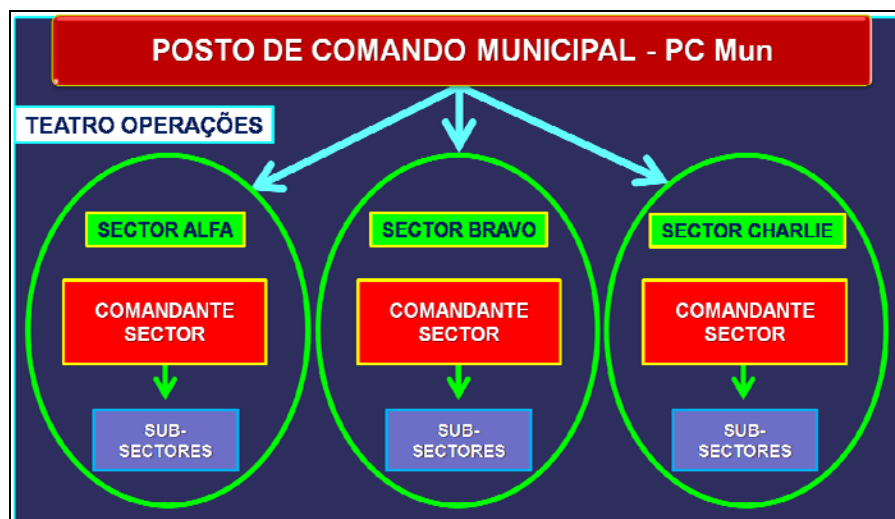 POSTO DE COMANDO MUNICIPAL - PC Mun
TEATRO OPERAÇÕES
SECTOR ALFA
SECTOR BRAVO
SECTOR CHARLIE
COMANDANTE
SECTOR
COMANDANTE
SECTOR
COMANDANTE
SECTOR
SUB-
SECTORES
SUB-
SECTORES
SUB-
SECTORES